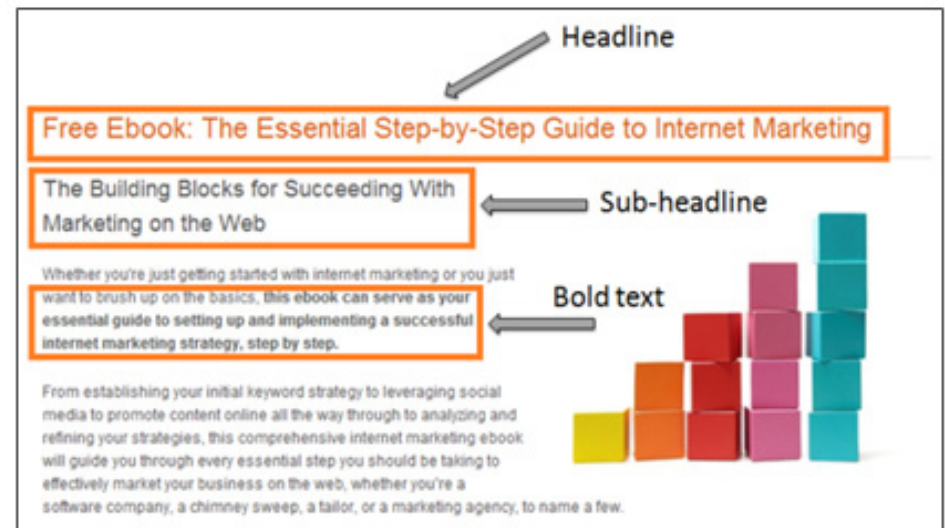 Headline
Free Ebook: The Essential Step-by-Step Guide to Internet Marketing
The Building Blocks for Succeeding With
Marketing on the Web
Sub-headline
Whether you're just getting started with internet marketing or you just
want to brush up on the basics, this ebook can serve as your
essential guide to setting up and implementing a successful
internet marketing strategy, step by step.
Bold text
From establishing your initial keyword strategy to leveraging social
media to promote content online all the way through to analyzing and
refining your strategies, this comprehensive internet marketing ebook
will guide you through every essential step you should be taking to
effectively market your business on the web, whether you're a
software company, a chimney sweep, a tailor, or a marketing agency, to name a few.